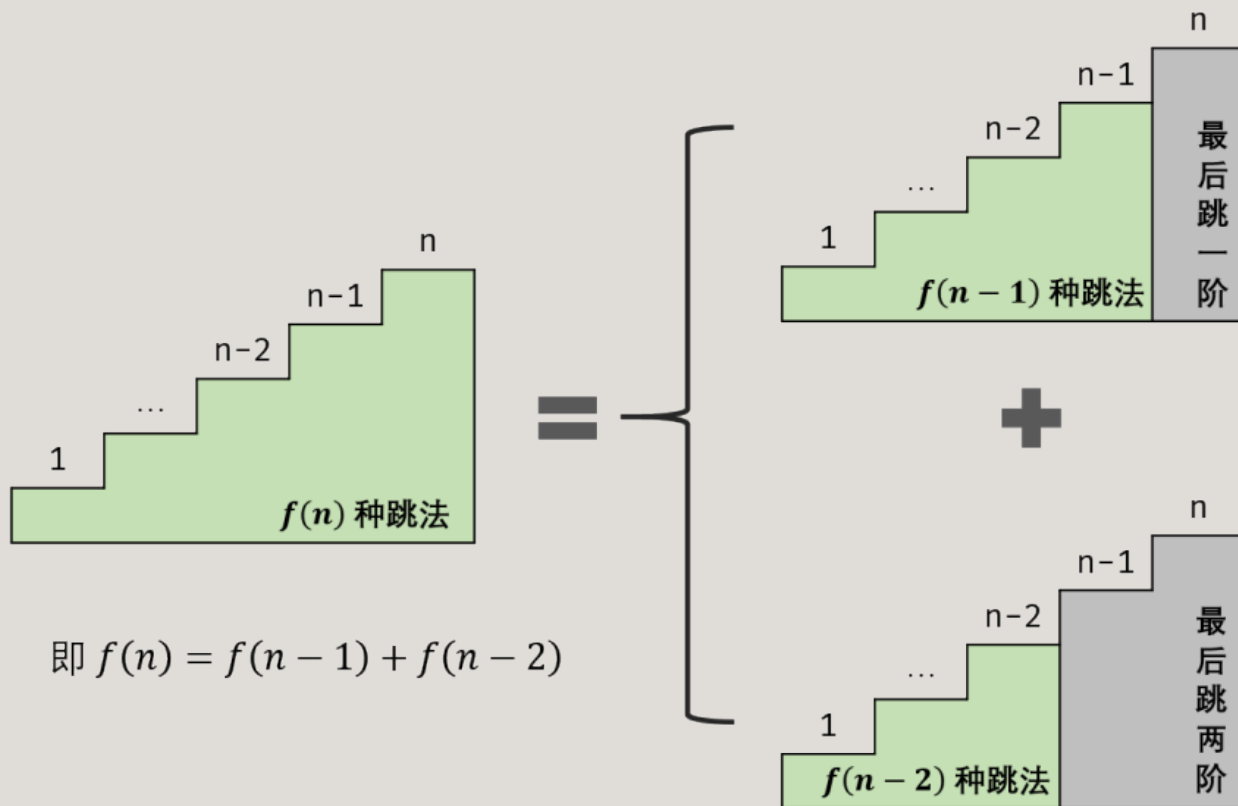 n
n-1
n-2
...
1
f(n) 种跳法
即 f(n) = f(n − 1) + f(n − 2)
n
n-1
n-2
...
1
f(n − 1) 种跳法
最后跳一阶
n
n-1
n-2
...
1
f(n − 2) 种跳法
最后跳两阶